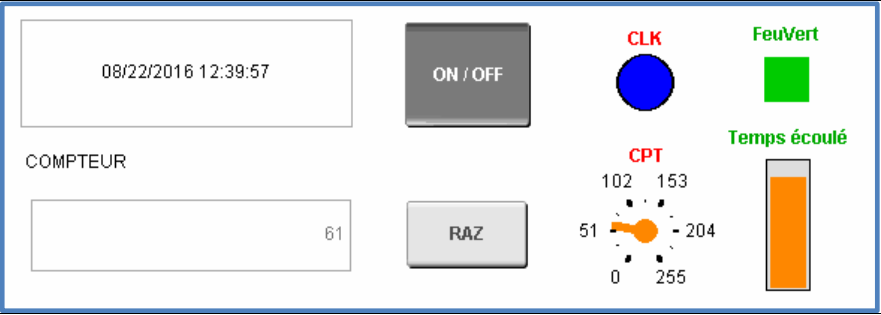 08/22/2016 12:39:57
ON / OFF
CLK
FeuVert
COMPTEUR
61
RAZ
CPT
102 153
51 204
0 255
Temps écoulé